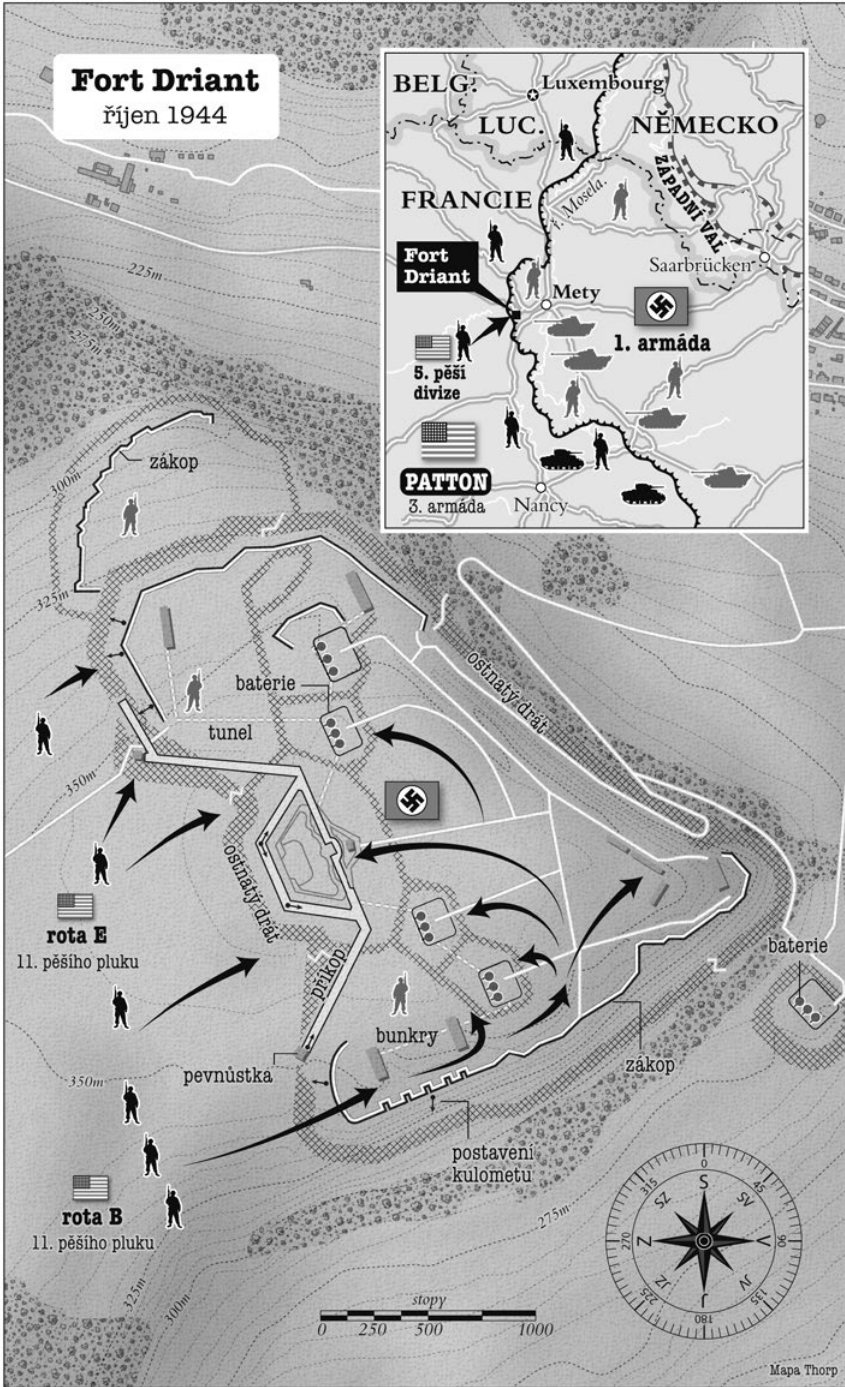 Fort Driant
říjen 1944
BELG.
Luxembourg
LUC.
NĚMECKO
ZÁPADNÍ VAL
FRANCIE
ř. Mosela.
Saarbrücken
Fort
Driant
Mety
1. armáda
5. pěší
divize
PATTON
3. armáda
Nancy
225m
250m
275m
300m
zákop
325m
ostnatý drát
baterie
tunel
350m
ostnatý drát
rota E
11. pěšího pluku
příkop
baterie
bunkry
zákop
pevnůstka
350m
postavení
kulometu
rota B
11. pěšího pluku
275m
325m
300m
0
45
90
135
180
225
270
315
S
SV
V
JV
J
JZ
Z
SZ
stopy
0 250 500 1000
Mapa Thorp